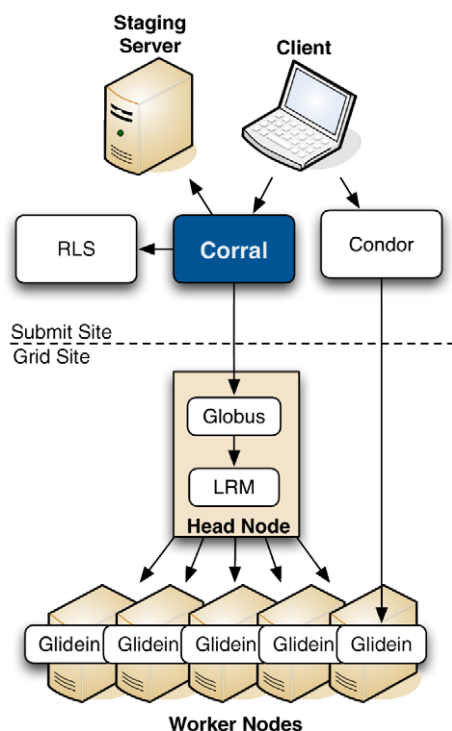 Staging
Server
Client
RLS
Corral
Condor
Submit Site
Grid Site
Globus
LRM
Head Node
Glidein
Glidein
Glidein
Glidein
Glidein
Worker Nodes